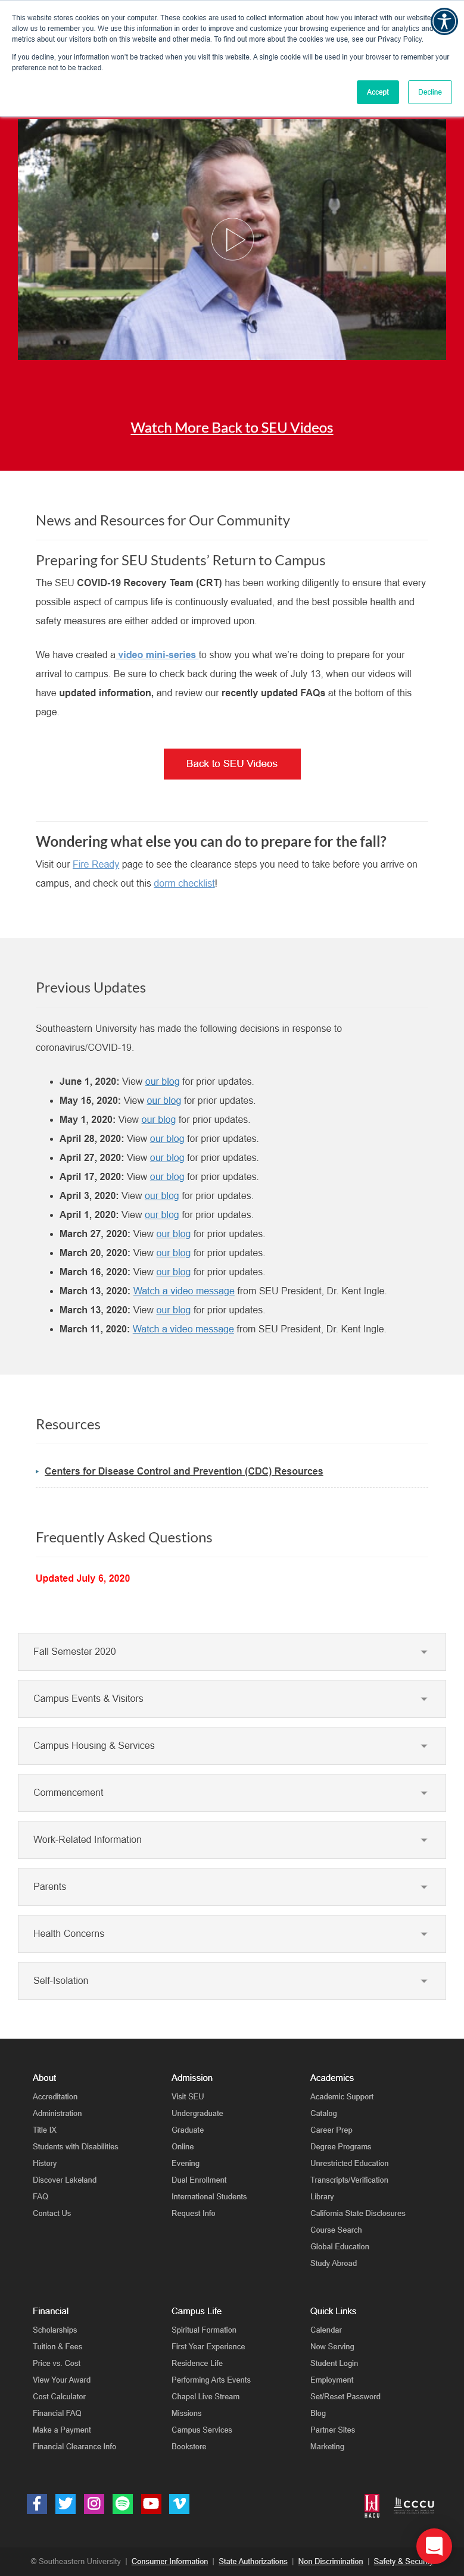 This website stores cookies on your computer. These cookies are used to collect information about how you interact with our website and
allow us to remember you. We use this information in order to improve and customize your browsing experience and for analytics and
metrics about our visitors both on this website and other media. To find out more about the cookies we use, see our Privacy Policy.
If you decline, your information won't be tracked when you visit this website. A single cookie will be used in your browser to remember your
preference not to be tracked.
Accept
Decline
Watch More Back to SEU Videos
News and Resources for Our Community
Preparing for SEU Students' Return to Campus
The SEU COVID-19 Recovery Team (CRT) has been working diligently to ensure that every
possible aspect of campus life is continuously evaluated, and the best possible health and
safety measures are either added or improved upon.
We have created a video mini-series to show you what we're doing to prepare for your
arrival to campus. Be sure to check back during the week of July 13, when our videos will
have updated information, and review our recently updated FAQs at the bottom of this
page.
Back to SEU Videos
Wondering what else you can do to prepare for the fall?
Visit our Fire Ready page to see the clearance steps you need to take before you arrive on
campus, and check out this dorm checklist!
Previous Updates
Southeastern University has made the following decisions in response to
coronavirus/COVID-19.
• June 1, 2020: View our blog for prior updates.
• May 15, 2020: View our blog for prior updates.
• May 1, 2020: View our blog for prior updates.
• April 28, 2020: View our blog for prior updates.
• April 27, 2020: View our blog for prior updates.
• April 17, 2020: View our blog for prior updates.
• April 3, 2020: View our blog for prior updates.
• April 1, 2020: View our blog for prior updates.
• March 27, 2020: View our blog for prior updates.
• March 20, 2020: View our blog for prior updates.
• March 16, 2020: View our blog for prior updates.
• March 13, 2020: Watch a video message from SEU President, Dr. Kent Ingle.
• March 13, 2020: View our blog for prior updates.
• March 11, 2020: Watch a video message from SEU President, Dr. Kent Ingle.
Resources
Centers for Disease Control and Prevention (CDC) Resources
Frequently Asked Questions
Updated July 6, 2020
Fall Semester 2020
Campus Events & Visitors
Campus Housing & Services
Commencement
Work-Related Information
Parents
Health Concerns
Self-Isolation
About
Accreditation
Administration
Title IX
Students with Disabilities
History
Discover Lakeland
FAQ
Contact Us
Admission
Visit SEU
Undergraduate
Graduate
Online
Evening
Dual Enrollment
International Students
Request Info
Academics
Academic Support
Catalog
Career Prep
Degree Programs
Unrestricted Education
Transcripts/Verification
Library
California State Disclosures
Course Search
Global Education
Study Abroad
Financial
Scholarships
Tuition & Fees
Price vs. Cost
View Your Award
Cost Calculator
Financial FAQ
Make a Payment
Financial Clearance Info
Campus Life
Spiritual Formation
First Year Experience
Residence Life
Performing Arts Events
Chapel Live Stream
Missions
Campus Services
Bookstore
Quick Links
Calendar
Now Serving
Student Login
Employment
Set/Reset Password
Blog
Partner Sites
Marketing
HACU
CCCU
© Southeastern University | Consumer Information | State Authorizations | Non Discrimination | Safety & Security